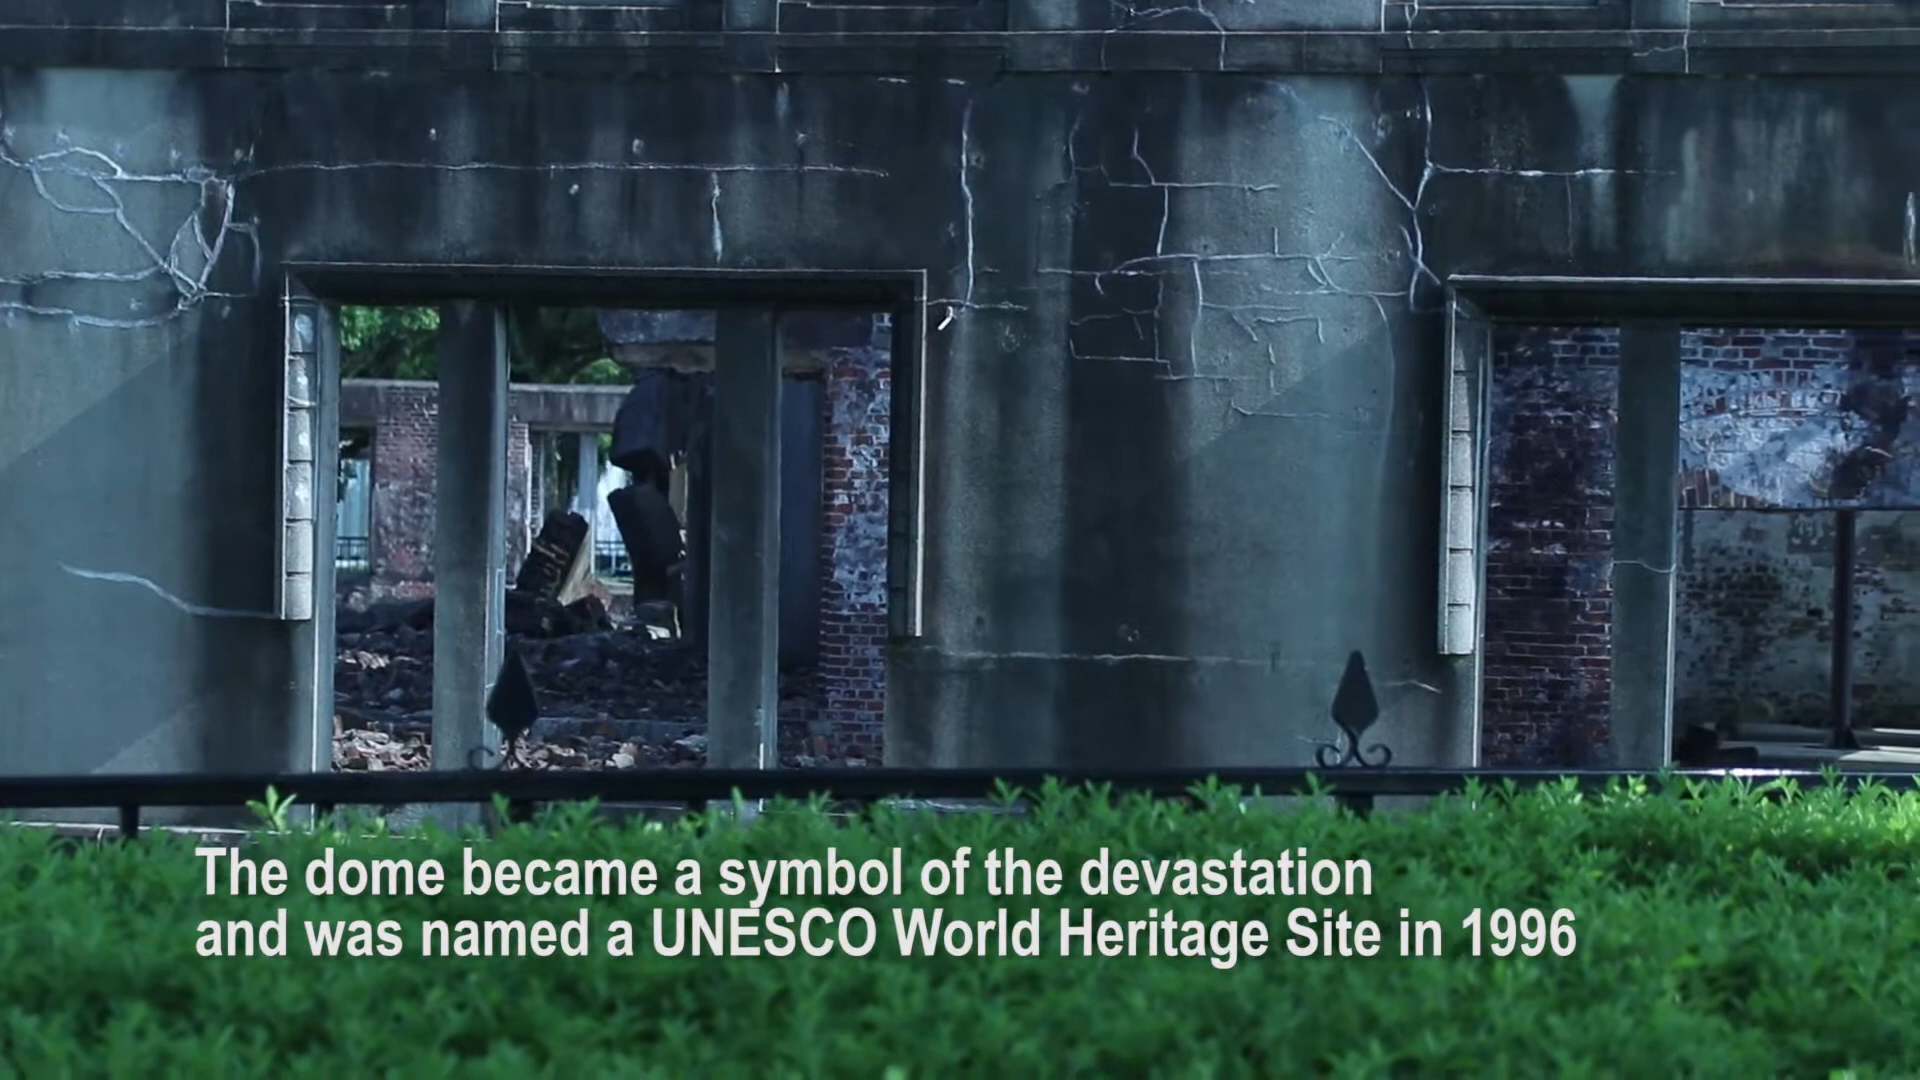 The dome became a symbol of the devastation
and was named a UNESCO World Heritage Site in 1996